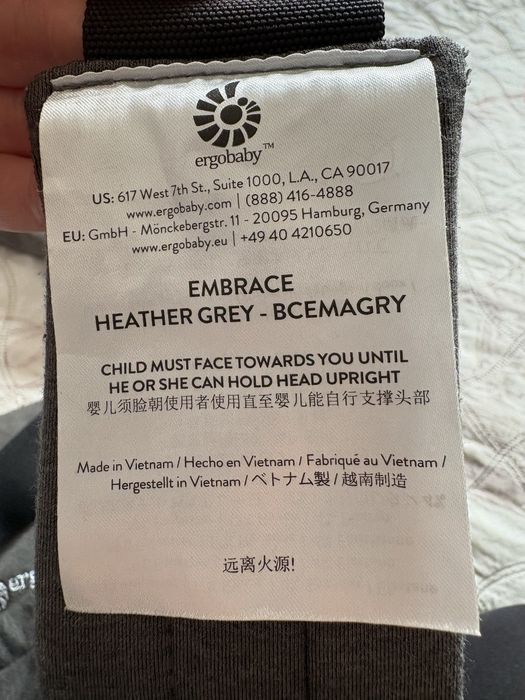 ergobaby™
US: 617 West 7th St., Suite 1000, L.A., CA 90017
www.ergobaby.com | (888) 416-4888
EU: GmbH - Mönckebergstr. 11 - 20095 Hamburg, Germany
www.ergobaby.eu | +49 40 4210650
EMBRACE
HEATHER GREY - BCEMAGRY
CHILD MUST FACE TOWARDS YOU UNTIL
HE OR SHE CAN HOLD HEAD UPRIGHT
婴儿须脸朝使用者使用直至婴儿能自行支撑头部
Made in Vietnam / Hecho en Vietnam / Fabriqué au Vietnam /
Hergestellt in Vietnam / ベトナム製 / 越南制造
远离火源!